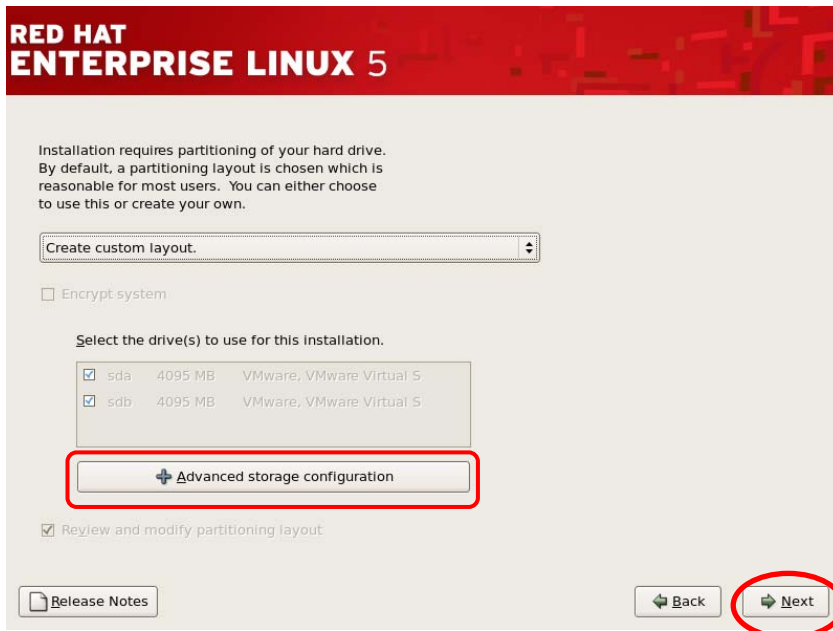 RED HAT
ENTERPRISE LINUX 5
Installation requires partitioning of your hard drive.
By default, a partitioning layout is chosen which is
reasonable for most users. You can either choose
to use this or create your own.
Create custom layout.
Encrypt system
Select the drive(s) to use for this installation.
sda 4095 MB VMware, VMware Virtual S
sdb 4095 MB VMware, VMware Virtual S
Advanced storage configuration
Review and modify partitioning layout
Release Notes
Back
Next